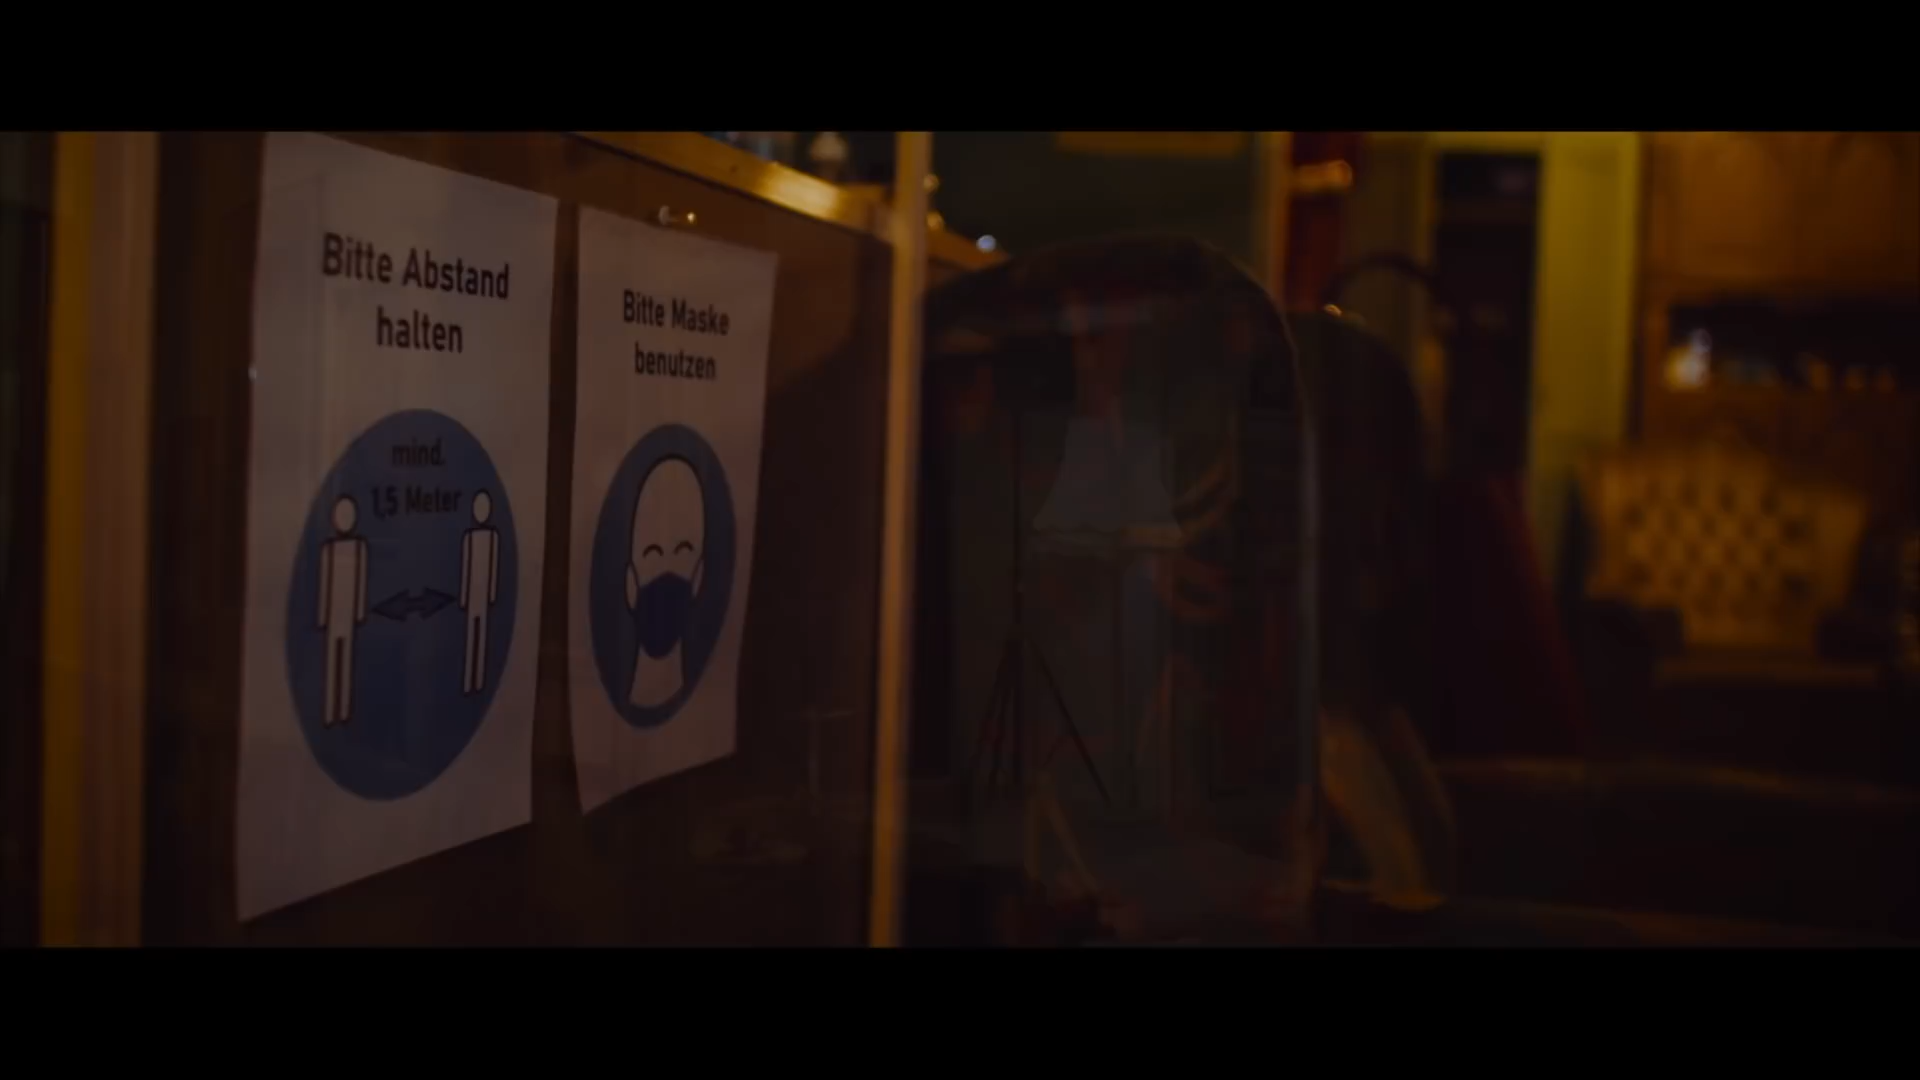 Bitte Abstand
halten
mind.
1,5 Meter
Bitte Maske
benutzen